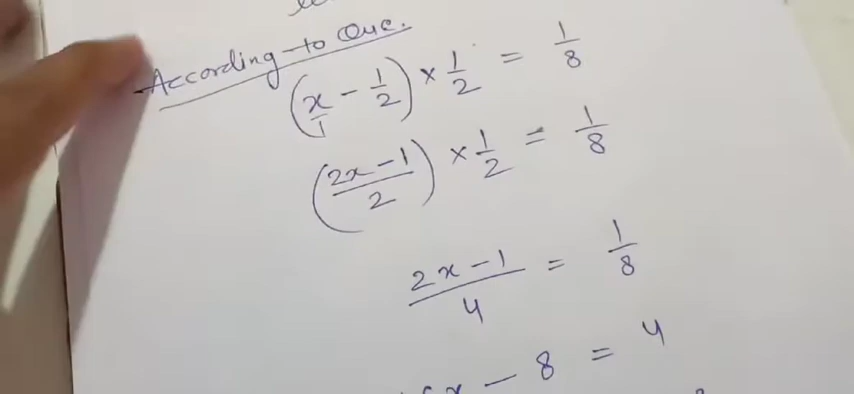 According to Que.
(x/1 - 1/2) × 1/2 = 1/8
((2x - 1)/2) × 1/2 = 1/8
(2x - 1)/4 = 1/8
6x - 8 = 4